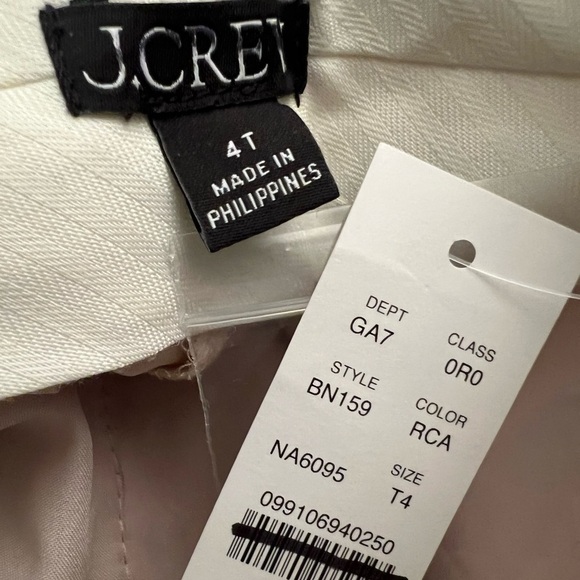 J.CREW
4T
MADE IN
PHILIPPINES
DEPT
GA7
CLASS
0R0
STYLE
BN159
COLOR
RCA
NA6095
SIZE
T4
099106940250